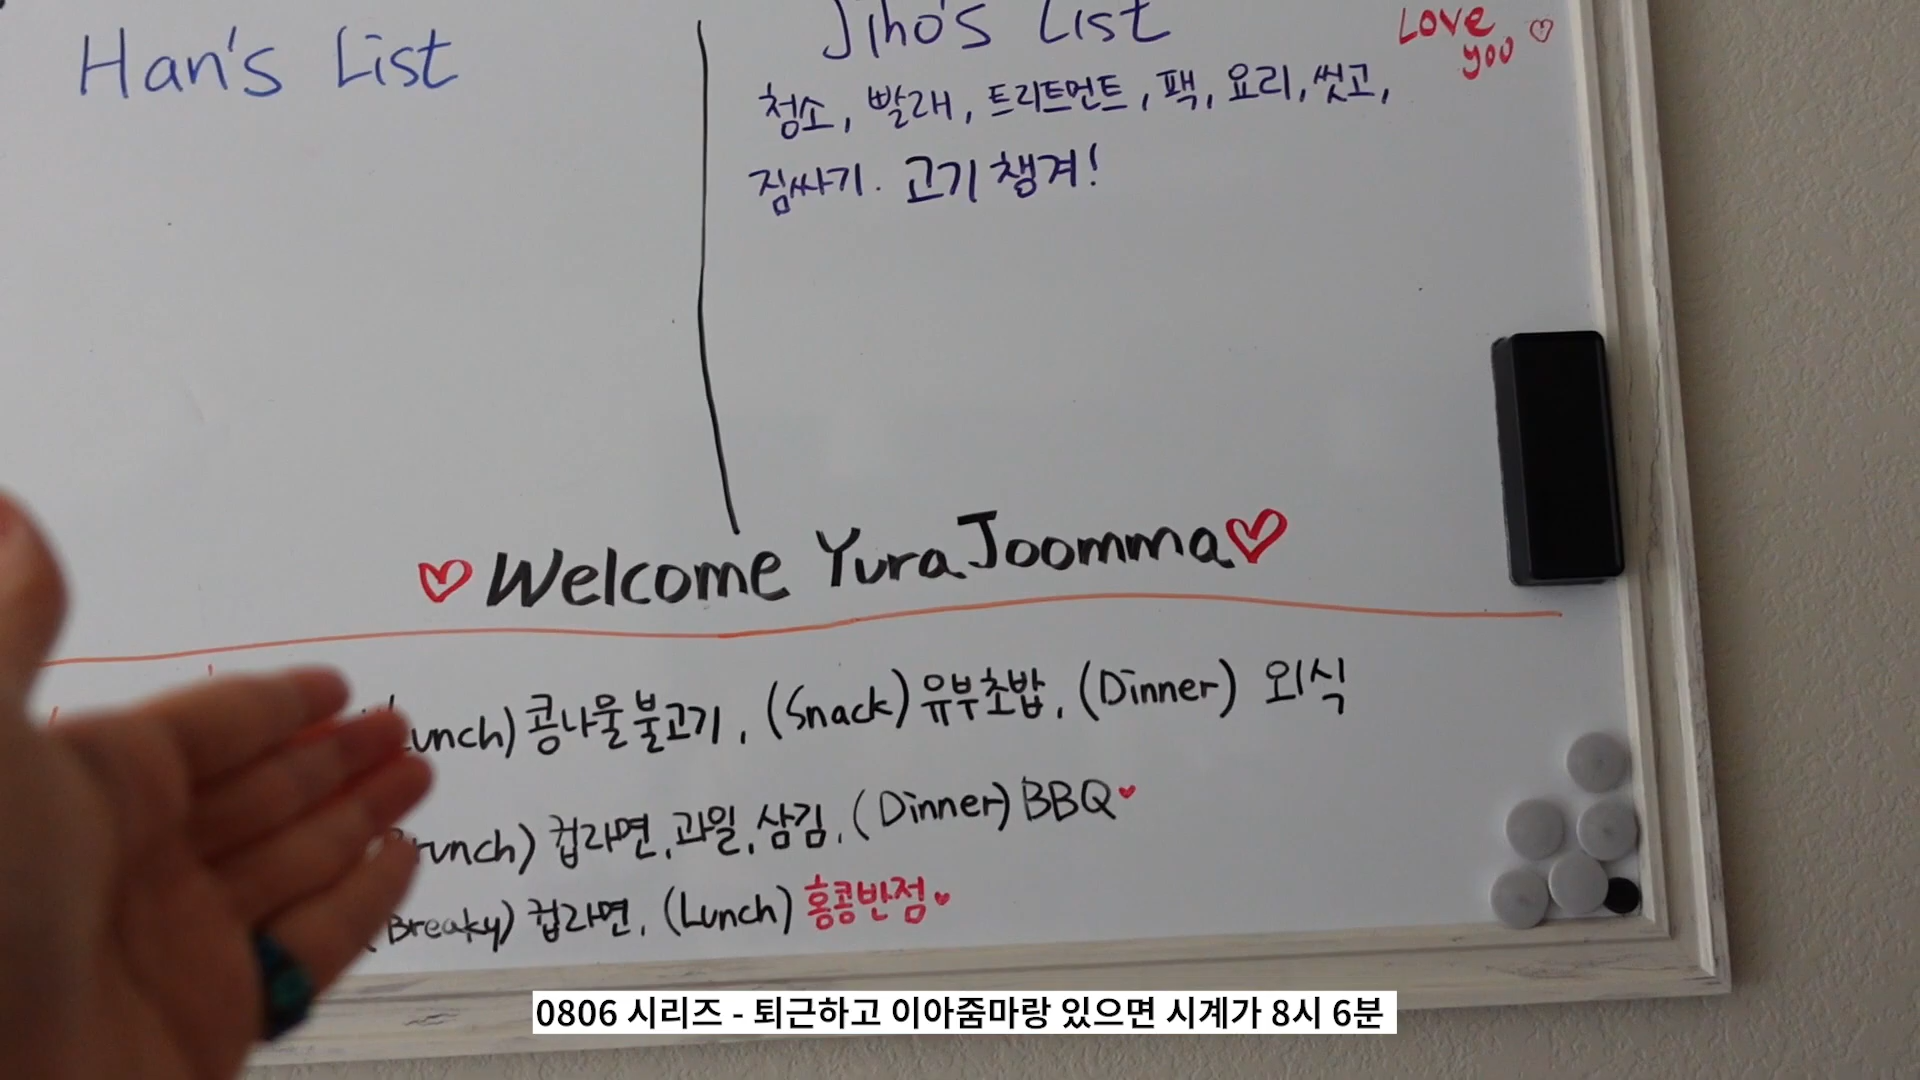 Han's List
Jiho's List
Love
you
청소, 빨래, 트리트먼트, 팩, 요리, 씻고,
짐싸기. 고기 챙겨!
Welcome Yura Joomma
(Lunch) 콩나물불고기, (Snack) 유부초밥, (Dinner) 외식
Brunch) 컵라면, 과일, 삼김, (Dinner) BBQ
(Breaky) 컵라면, (Lunch) 홍콩반점
0806 시리즈 - 퇴근하고 이아줌마랑 있으면 시계가 8시 6분